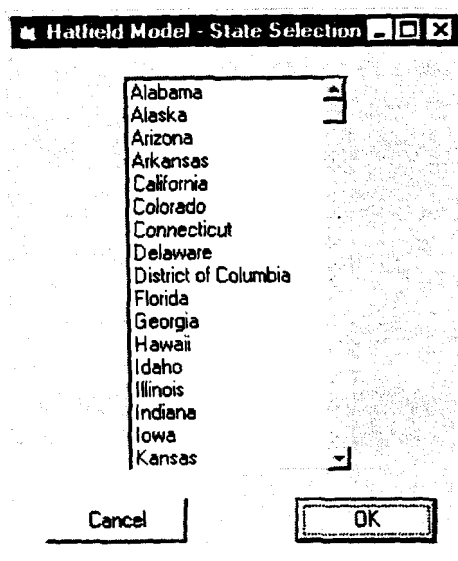 Hatfield Model - State Selection
Alabama
Alaska
Arizona
Arkansas
California
Colorado
Connecticut
Delaware
District of Columbia
Florida
Georgia
Hawaii
Idaho
Illinois
Indiana
Iowa
Kansas
Cancel OK